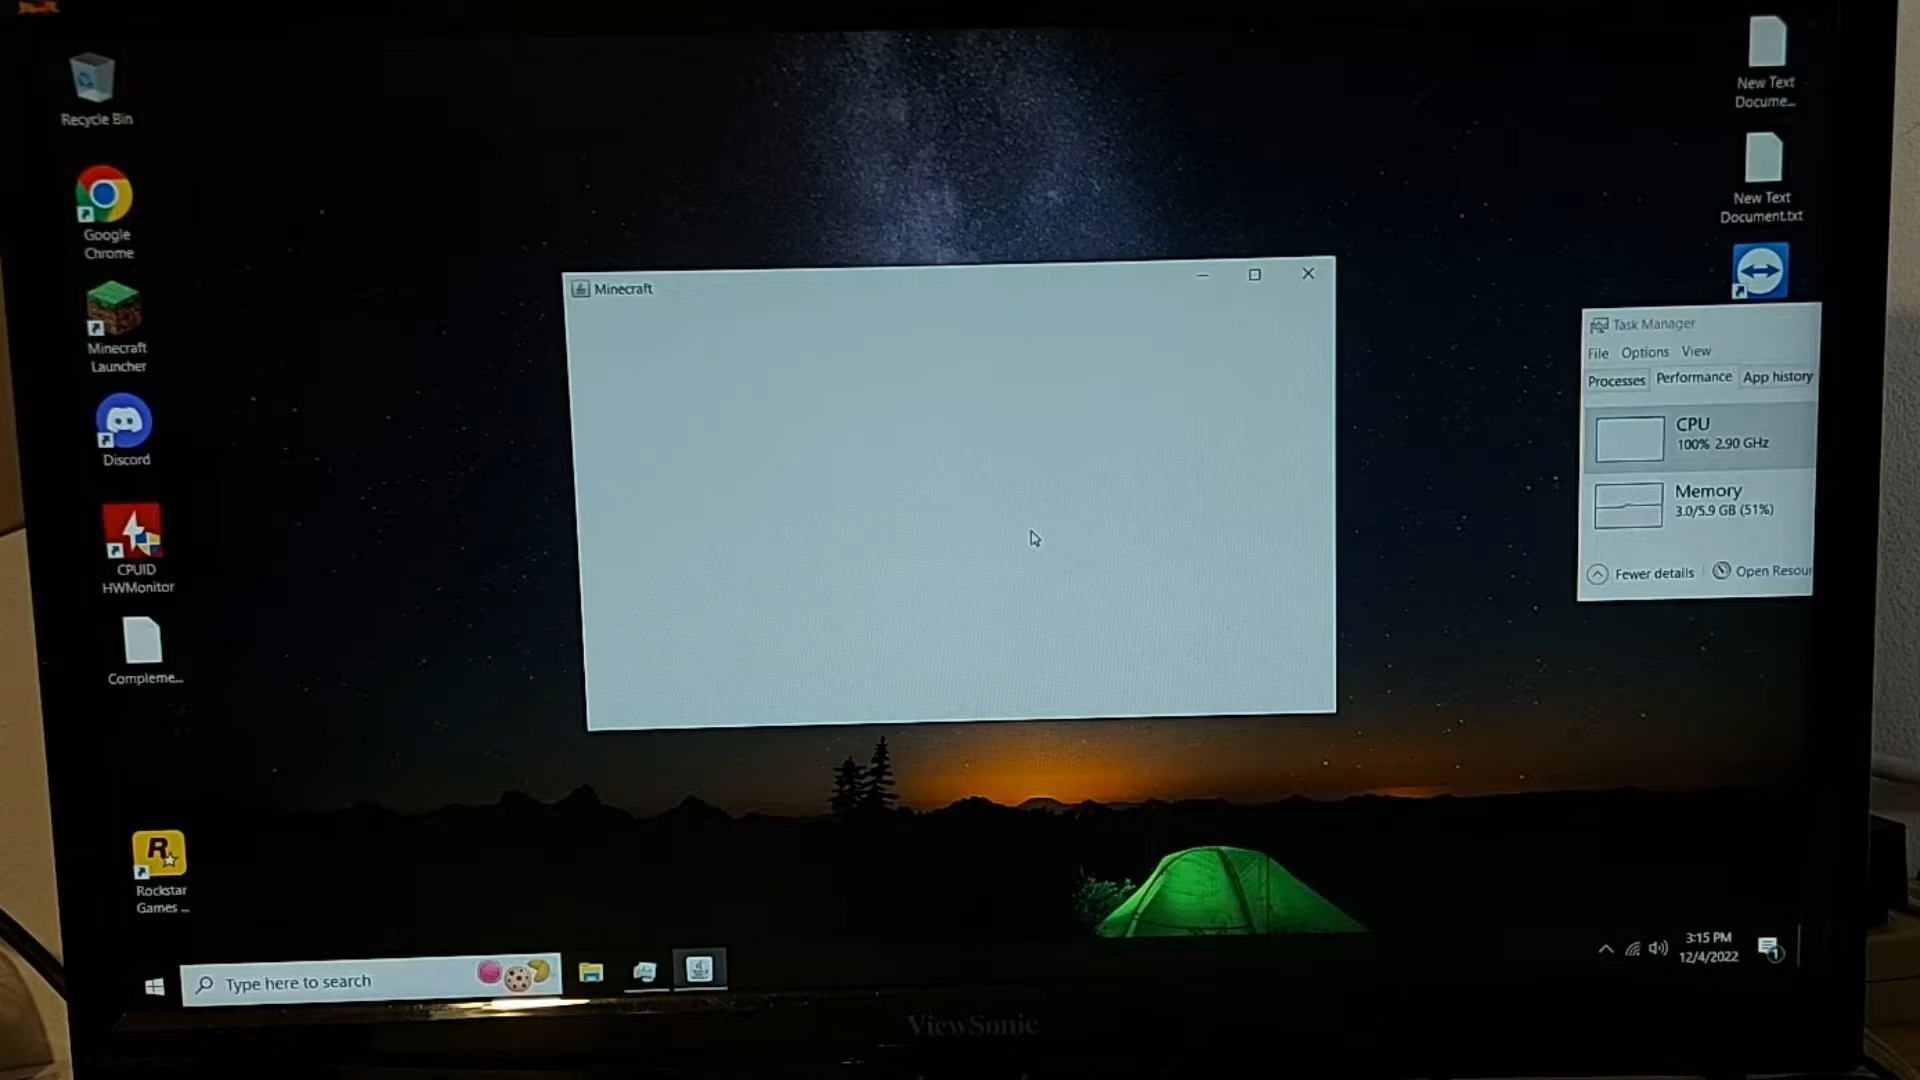 Recycle Bin
Google
Chrome
Minecraft
Launcher
Discord
CPUID
HWMonitor
Compleme...
R
Rockstar
Games ...
Minecraft
New Text
Docume...
New Text
Document.txt
Task Manager
File Options View
Processes Performance App history
CPU
100% 2.90 GHz
Memory
3.0/5.9 GB (51%)
Fewer details Open Resour
Type here to search
3:15 PM
12/4/2022
1
ViewSonic